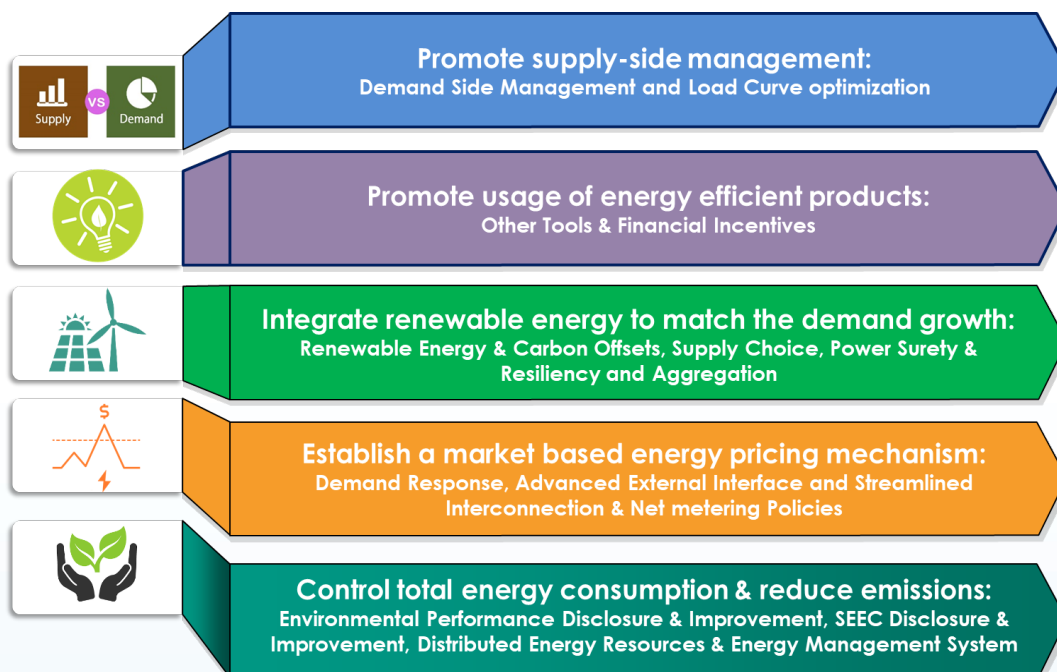 Promote supply-side management:
Demand Side Management and Load Curve optimization
Supply
vs
Demand
Promote usage of energy efficient products:
Other Tools & Financial Incentives
Integrate renewable energy to match the demand growth:
Renewable Energy & Carbon Offsets, Supply Choice, Power Surety &
Resiliency and Aggregation
$
Establish a market based energy pricing mechanism:
Demand Response, Advanced External Interface and Streamlined
Interconnection & Net metering Policies
Control total energy consumption & reduce emissions:
Environmental Performance Disclosure & Improvement, SEEC Disclosure &
Improvement, Distributed Energy Resources & Energy Management System